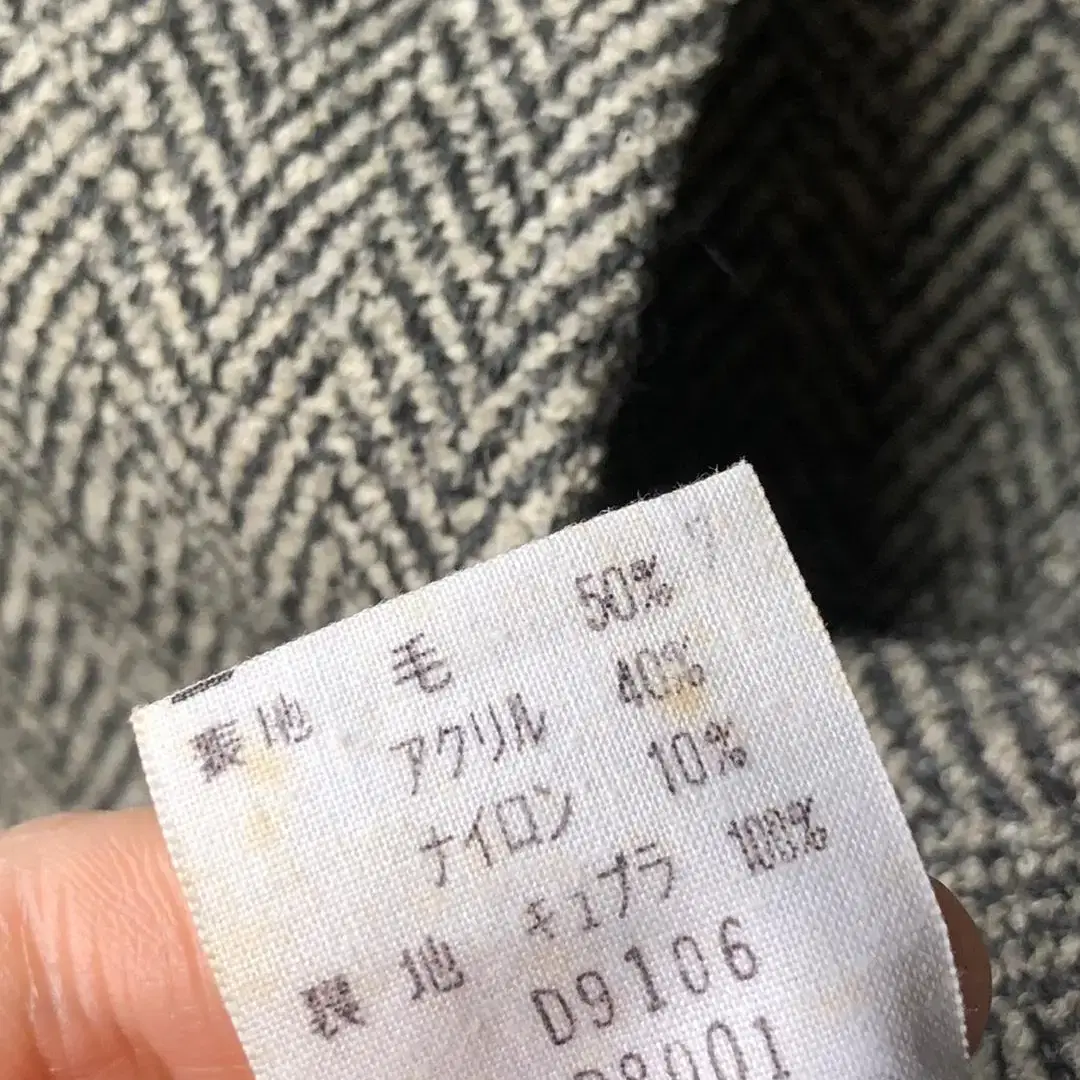 表地 毛 50%
アクリル 40%
ナイロン 10%
裏地 キュプラ 100%
D9106